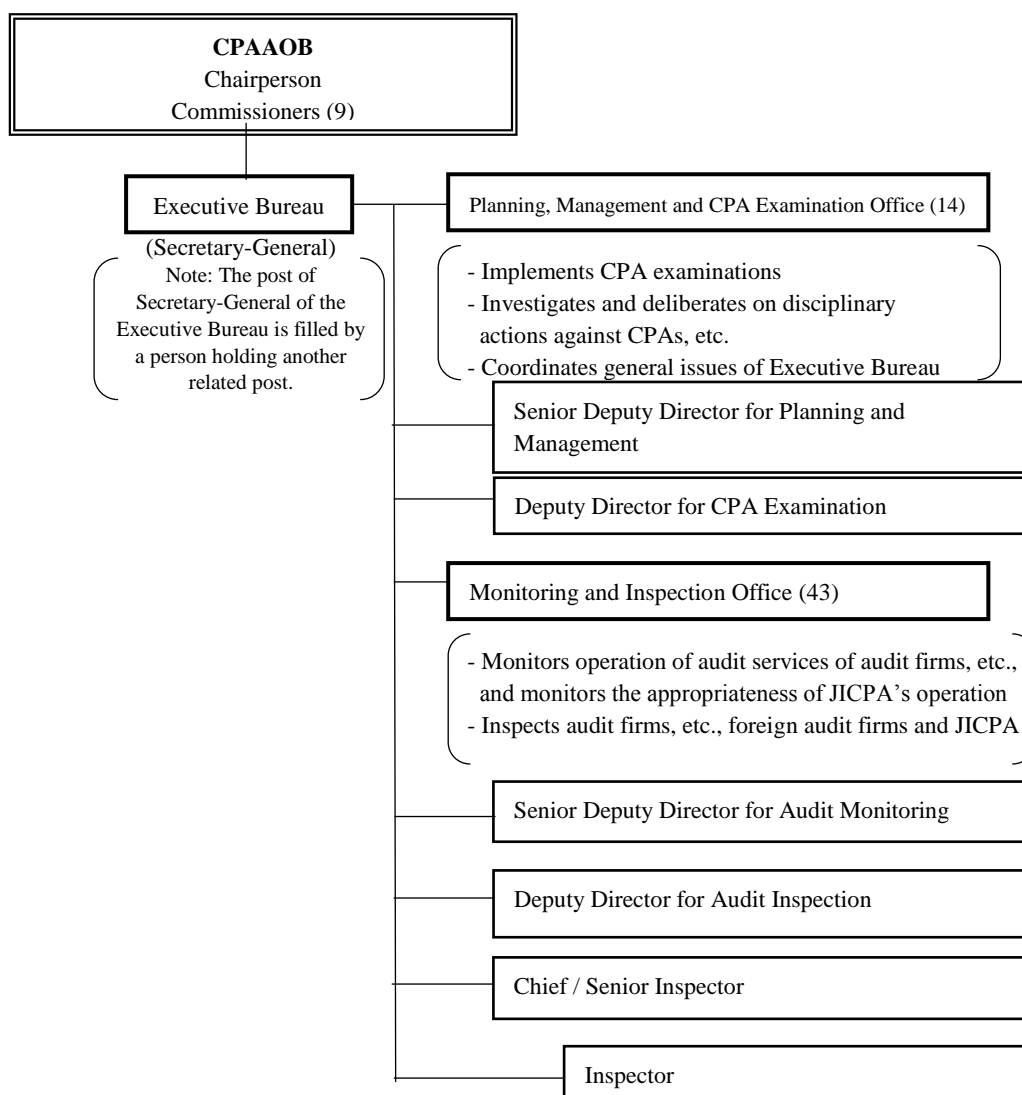 CPAAOB
Chairperson
Commissioners (9)
Executive Bureau
(Secretary-General)
Note: The post of
Secretary-General of the
Executive Bureau is filled by
a person holding another
related post.
Planning, Management and CPA Examination Office (14)
- Implements CPA examinations
- Investigates and deliberates on disciplinary
actions against CPAs, etc.
- Coordinates general issues of Executive Bureau
Senior Deputy Director for Planning and
Management
Deputy Director for CPA Examination
Monitoring and Inspection Office (43)
- Monitors operation of audit services of audit firms, etc.,
and monitors the appropriateness of JICPA’s operation
- Inspects audit firms, etc., foreign audit firms and JICPA
Senior Deputy Director for Audit Monitoring
Deputy Director for Audit Inspection
Chief / Senior Inspector
Inspector